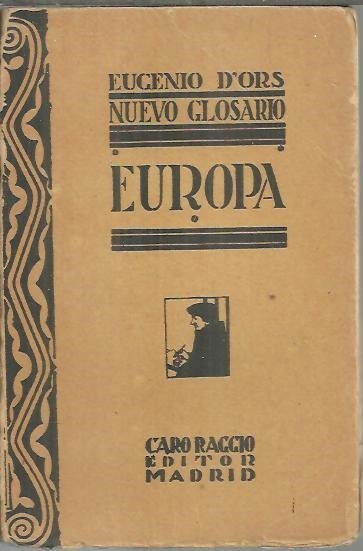 EUGENIO D'ORS
NUEVO GLOSARIO
EUROPA
CARO RAGGIO
EDITOR
MADRID